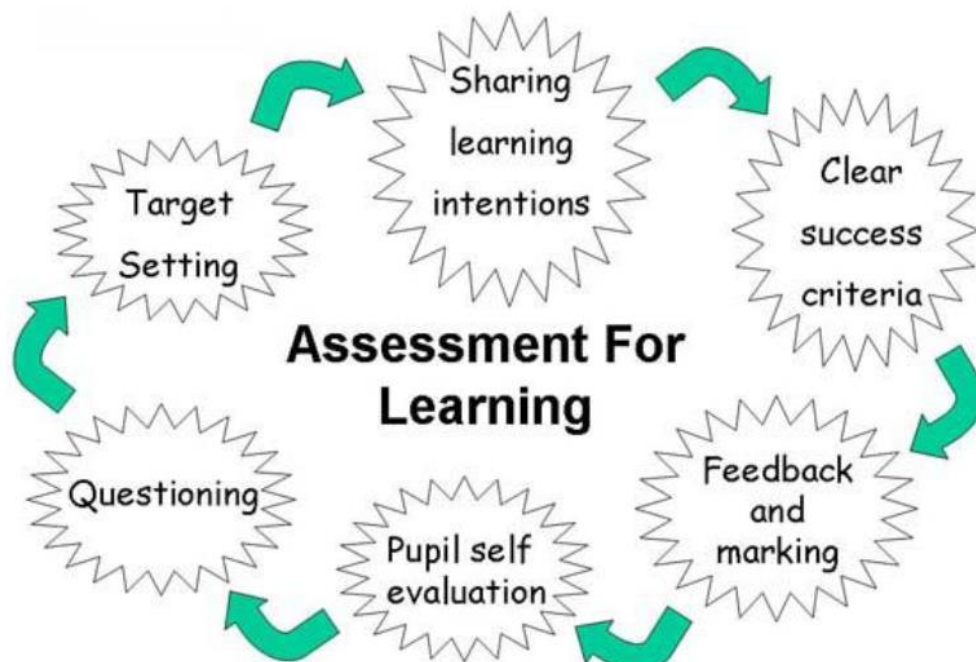 Sharing
learning
intentions
Clear
success
criteria
Feedback
and
marking
Pupil self
evaluation
Questioning
Target
Setting
Assessment For
Learning